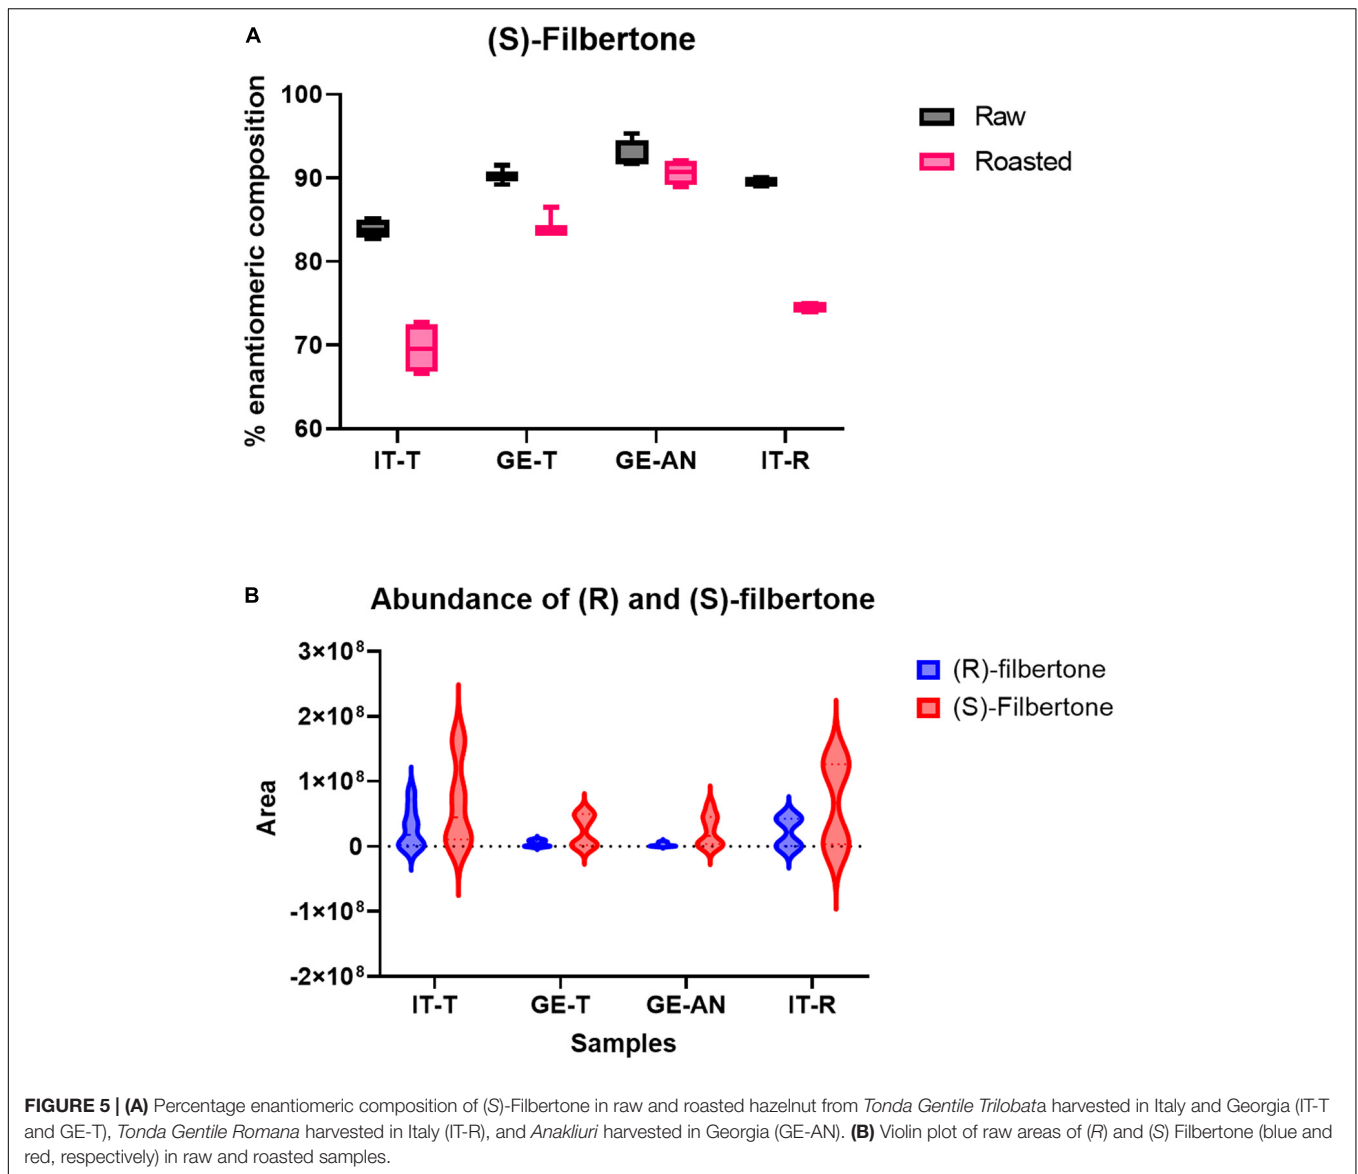 A
(S)-Filbertone
% enantiomeric composition
100
90
80
70
60
IT-T GE-T GE-AN IT-R
Raw
Roasted
B
Abundance of (R) and (S)-filbertone
Area
3×10⁸
2×10⁸
1×10⁸
0
-1×10⁸
-2×10⁸
IT-T GE-T GE-AN IT-R
Samples
(R)-filbertone
(S)-Filbertone
FIGURE 5 | (A) Percentage enantiomeric composition of (S)-Filbertone in raw and roasted hazelnut from Tonda Gentile Trilobata harvested in Italy and Georgia (IT-T
and GE-T), Tonda Gentile Romana harvested in Italy (IT-R), and Anakliuri harvested in Georgia (GE-AN). (B) Violin plot of raw areas of (R) and (S) Filbertone (blue and
red, respectively) in raw and roasted samples.